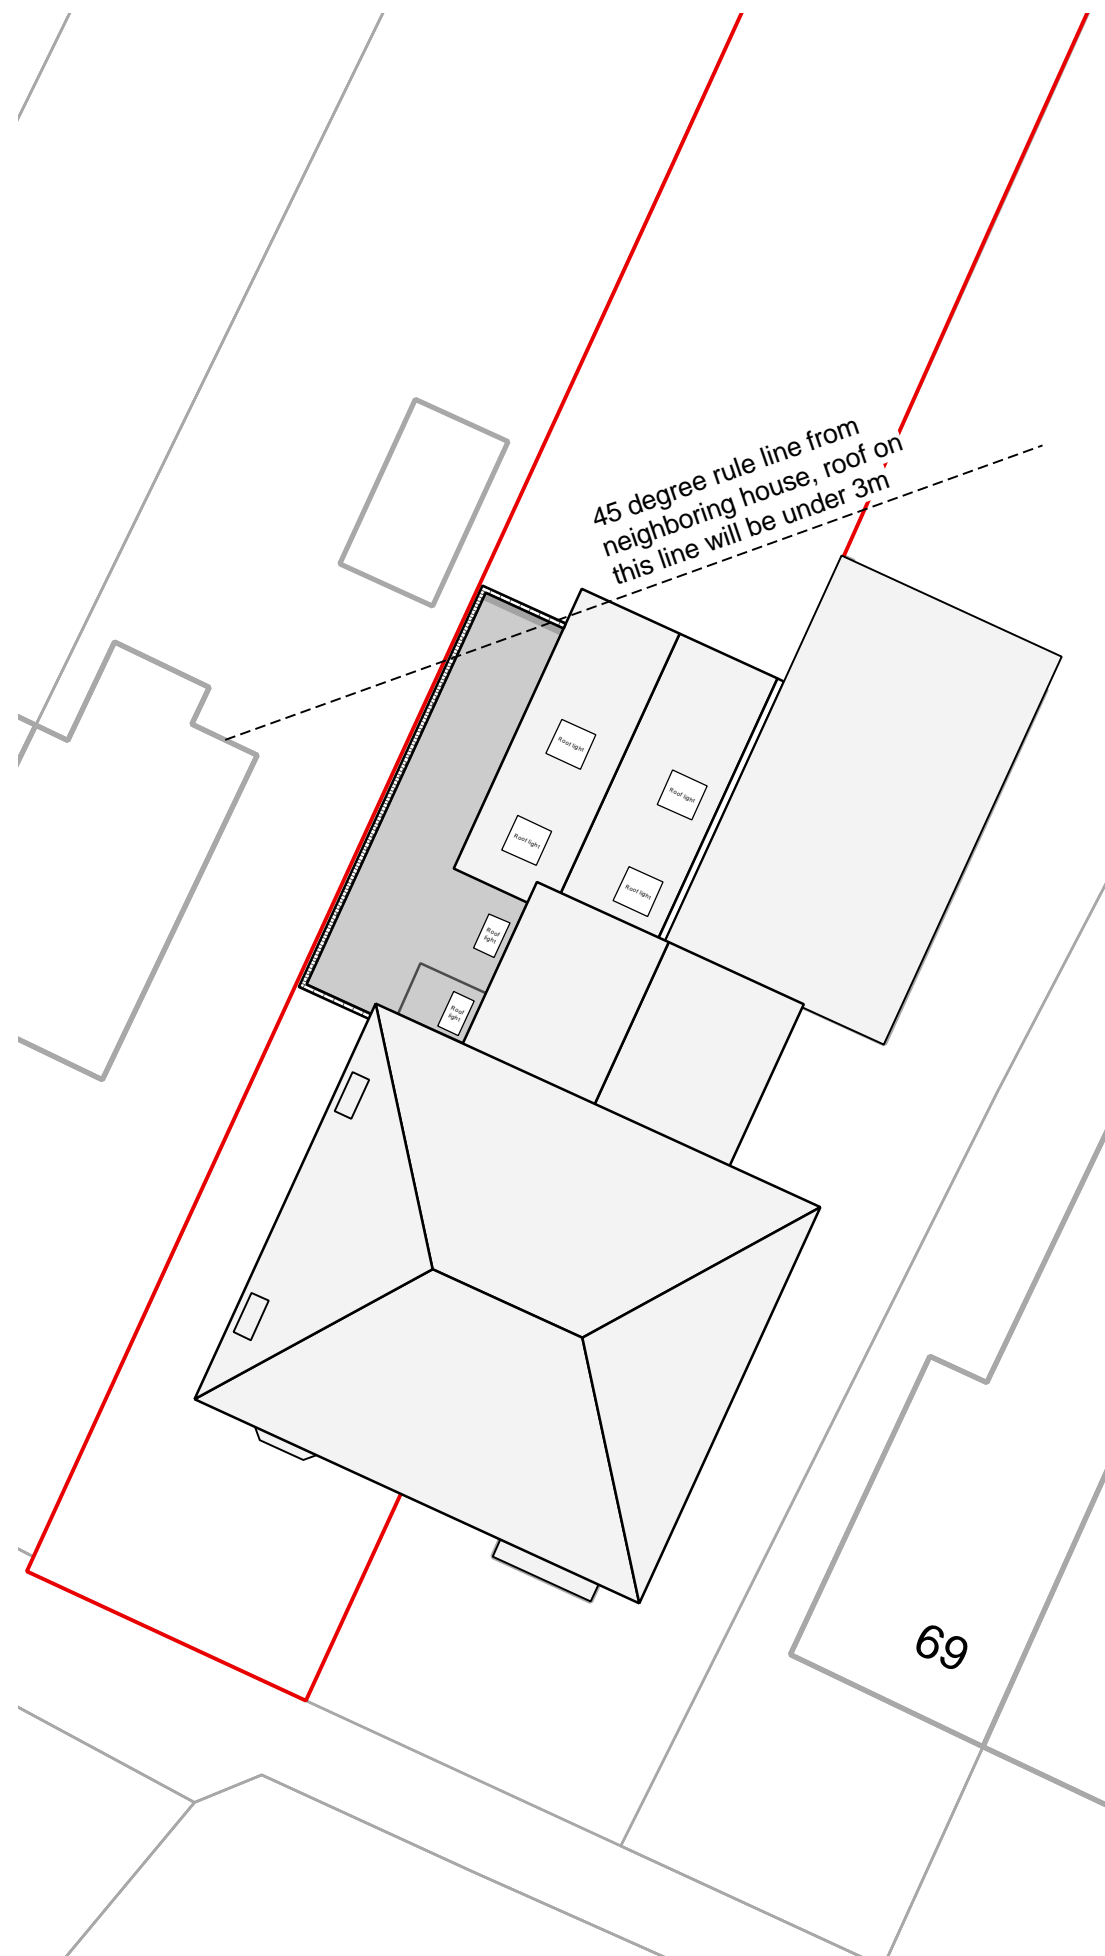 45 degree rule line from
neighboring house, roof on
this line will be under 3m
Roof light
Roof light
Roof light
Roof light
Roof
light
Roof
light
69